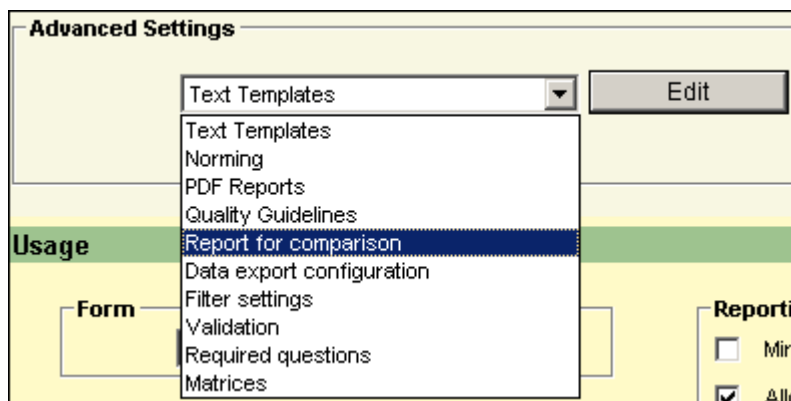 Advanced Settings
Text Templates
Edit
Text Templates
Norming
PDF Reports
Quality Guidelines
Report for comparison
Usage
Data export configuration
Filter settings
Form
Validation
Required questions
Matrices